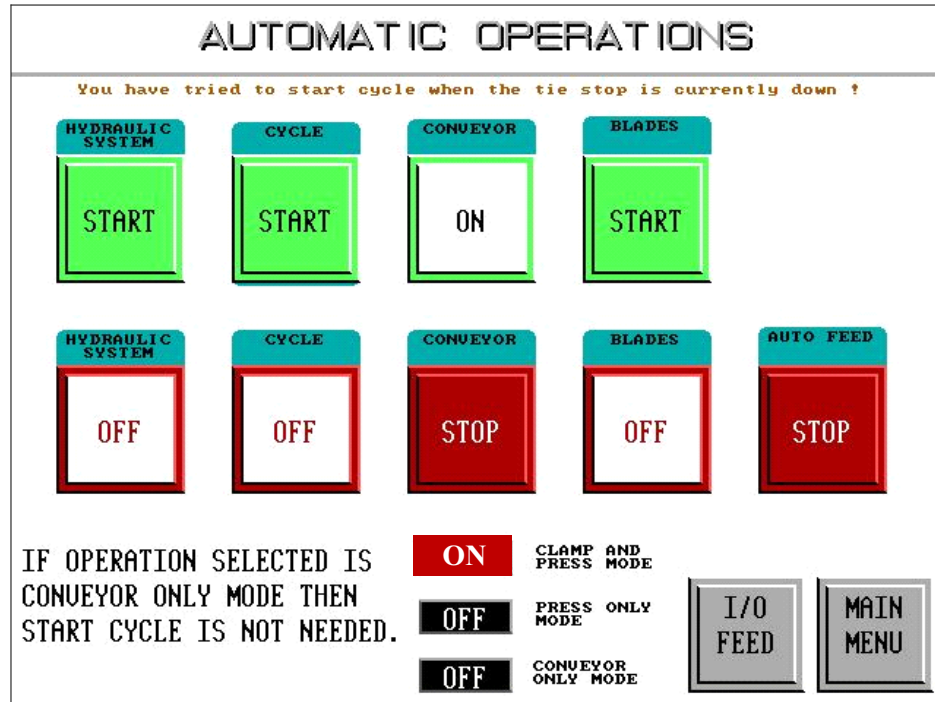 AUTOMATIC OPERATIONS
You have tried to start cycle when the tie stop is currently down !
HYDRAULIC
SYSTEM
CYCLE
CONVEYOR
BLADES
START
START
ON
START
HYDRAULIC
SYSTEM
CYCLE
CONVEYOR
BLADES
AUTO FEED
OFF
OFF
STOP
OFF
STOP
IF OPERATION SELECTED IS
CONVEYOR ONLY MODE THEN
START CYCLE IS NOT NEEDED.
ON
CLAMP AND
PRESS MODE
OFF
PRESS ONLY
MODE
OFF
CONVEYOR
ONLY MODE
I/O
FEED
MAIN
MENU